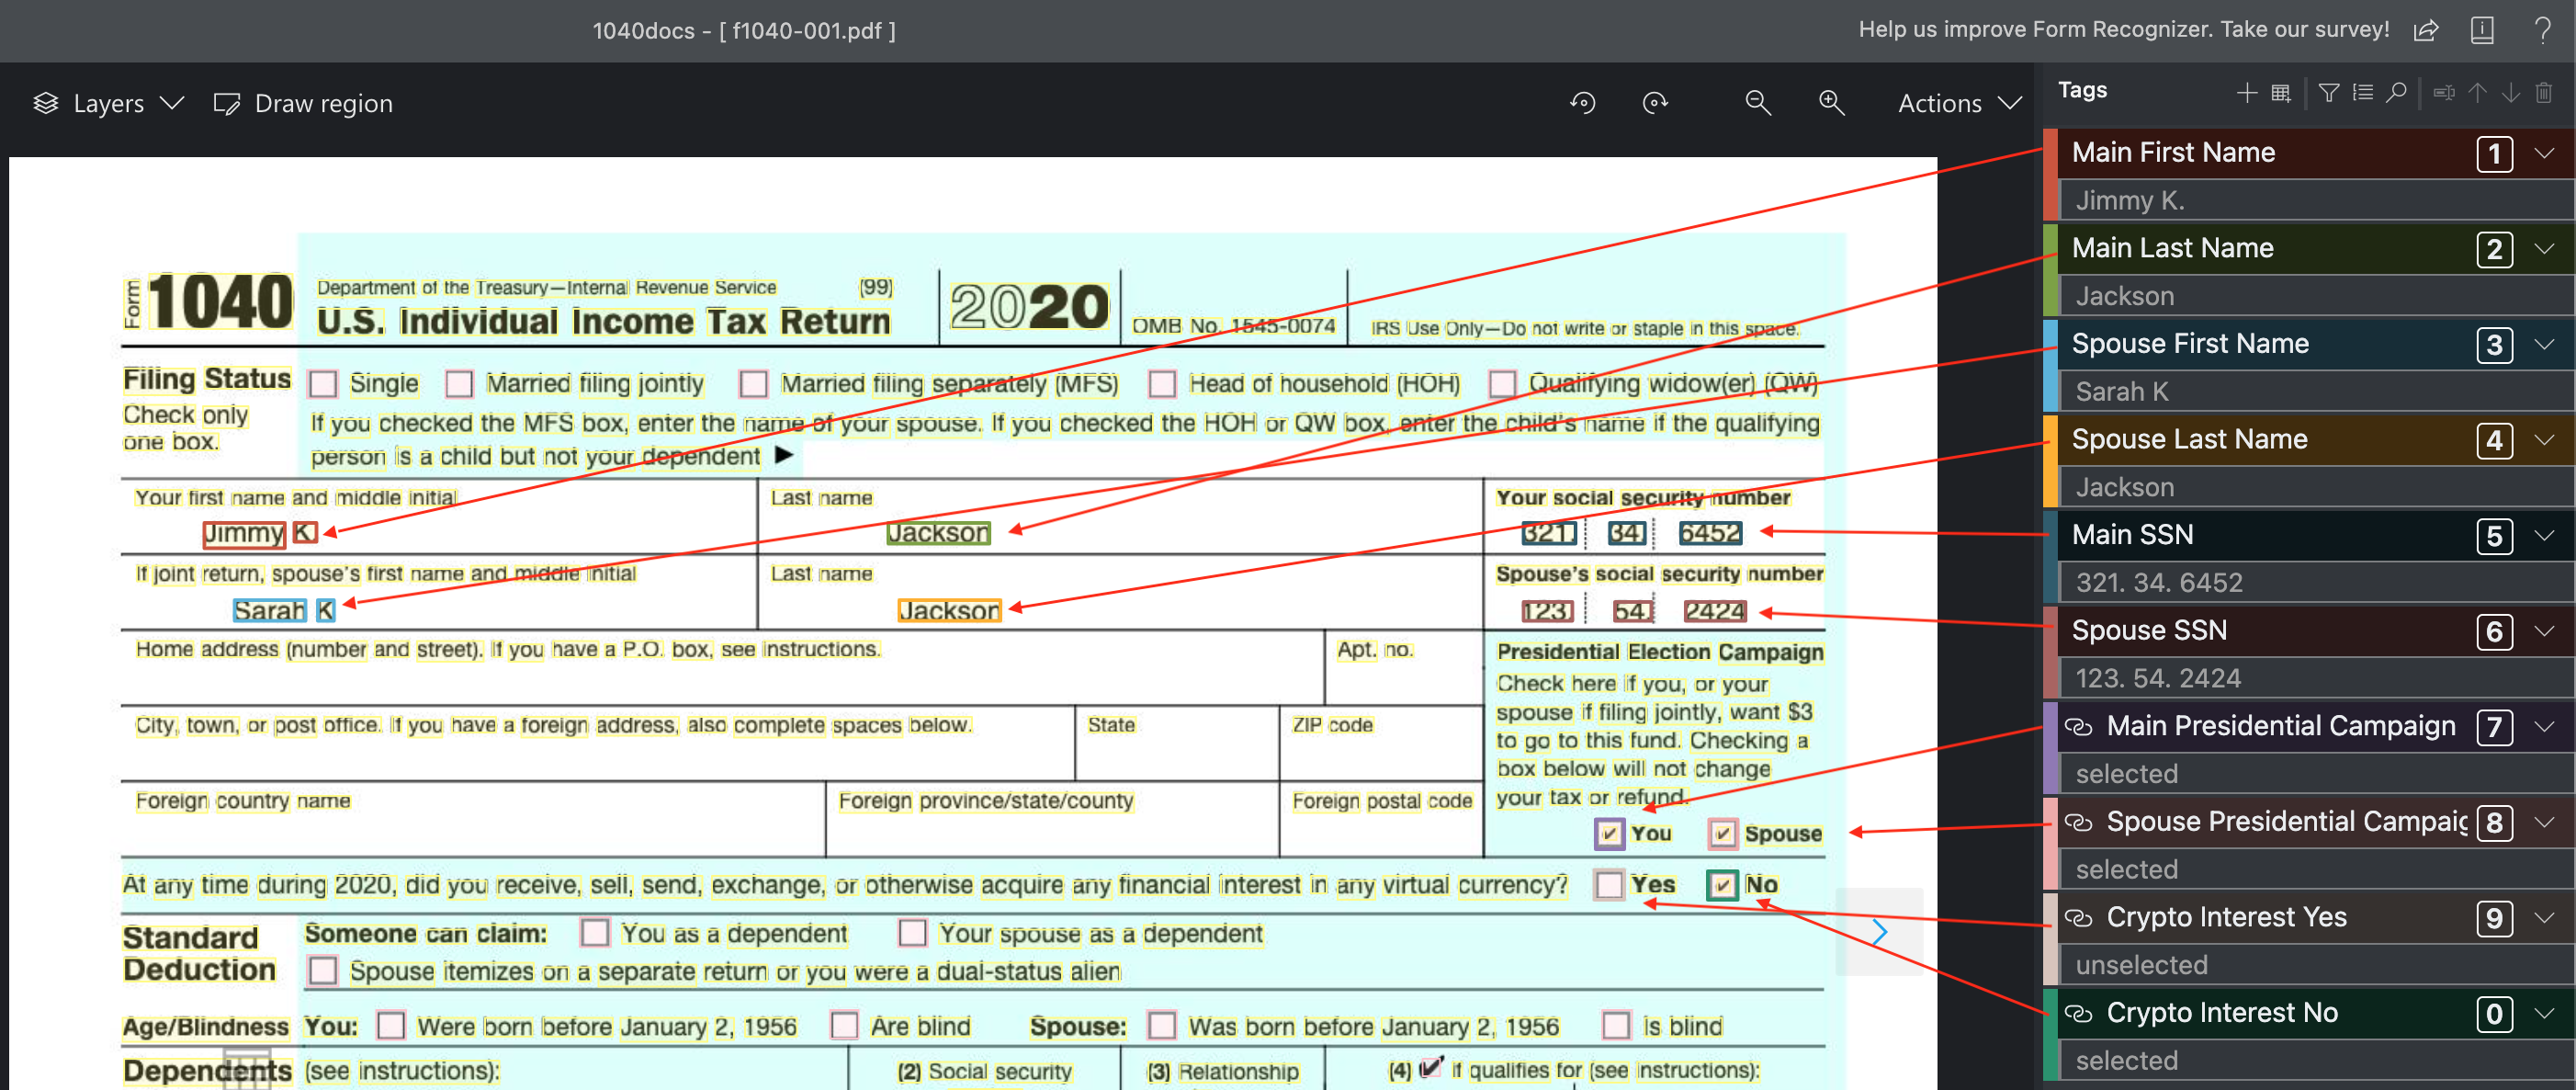 1040docs - [ f1040-001.pdf ]
Help us improve Form Recognizer. Take our survey!
Layers
Draw region
Actions
Form 1040
Department of the Treasury—Internal Revenue Service (99)
U.S. Individual Income Tax Return
2020
OMB No. 1545-0074
IRS Use Only—Do not write or staple in this space.
Filing Status
Check only
one box.
Single Married filing jointly Married filing separately (MFS) Head of household (HOH) Qualifying widow(er) (QW)
If you checked the MFS box, enter the name of your spouse. If you checked the HOH or QW box, enter the child's name if the qualifying
person is a child but not your dependent ▶
Your first name and middle initial Last name Your social security number
Jimmy K Jackson 321. 34. 6452
If joint return, spouse's first name and middle initial Last name Spouse's social security number
Sarah K Jackson 123. 54. 2424
Home address (number and street). If you have a P.O. box, see instructions. Apt. no.
City, town, or post office. If you have a foreign address, also complete spaces below. State ZIP code
Foreign country name Foreign province/state/county Foreign postal code
Presidential Election Campaign
Check here if you, or your
spouse if filing jointly, want $3
to go to this fund. Checking a
box below will not change
your tax or refund.
You Spouse
At any time during 2020, did you receive, sell, send, exchange, or otherwise acquire any financial interest in any virtual currency? Yes No
Standard
Deduction
Someone can claim: You as a dependent Your spouse as a dependent
Spouse itemizes on a separate return or you were a dual-status alien
Age/Blindness You: Were born before January 2, 1956 Are blind Spouse: Was born before January 2, 1956 Is blind
Dependents (see instructions): (2) Social security (3) Relationship (4) ✔ if qualifies for (see instructions):
Tags
Main First Name 1
Jimmy K.
Main Last Name 2
Jackson
Spouse First Name 3
Sarah K
Spouse Last Name 4
Jackson
Main SSN 5
321. 34. 6452
Spouse SSN 6
123. 54. 2424
Main Presidential Campaign 7
selected
Spouse Presidential Campaig 8
selected
Crypto Interest Yes 9
unselected
Crypto Interest No 0
selected